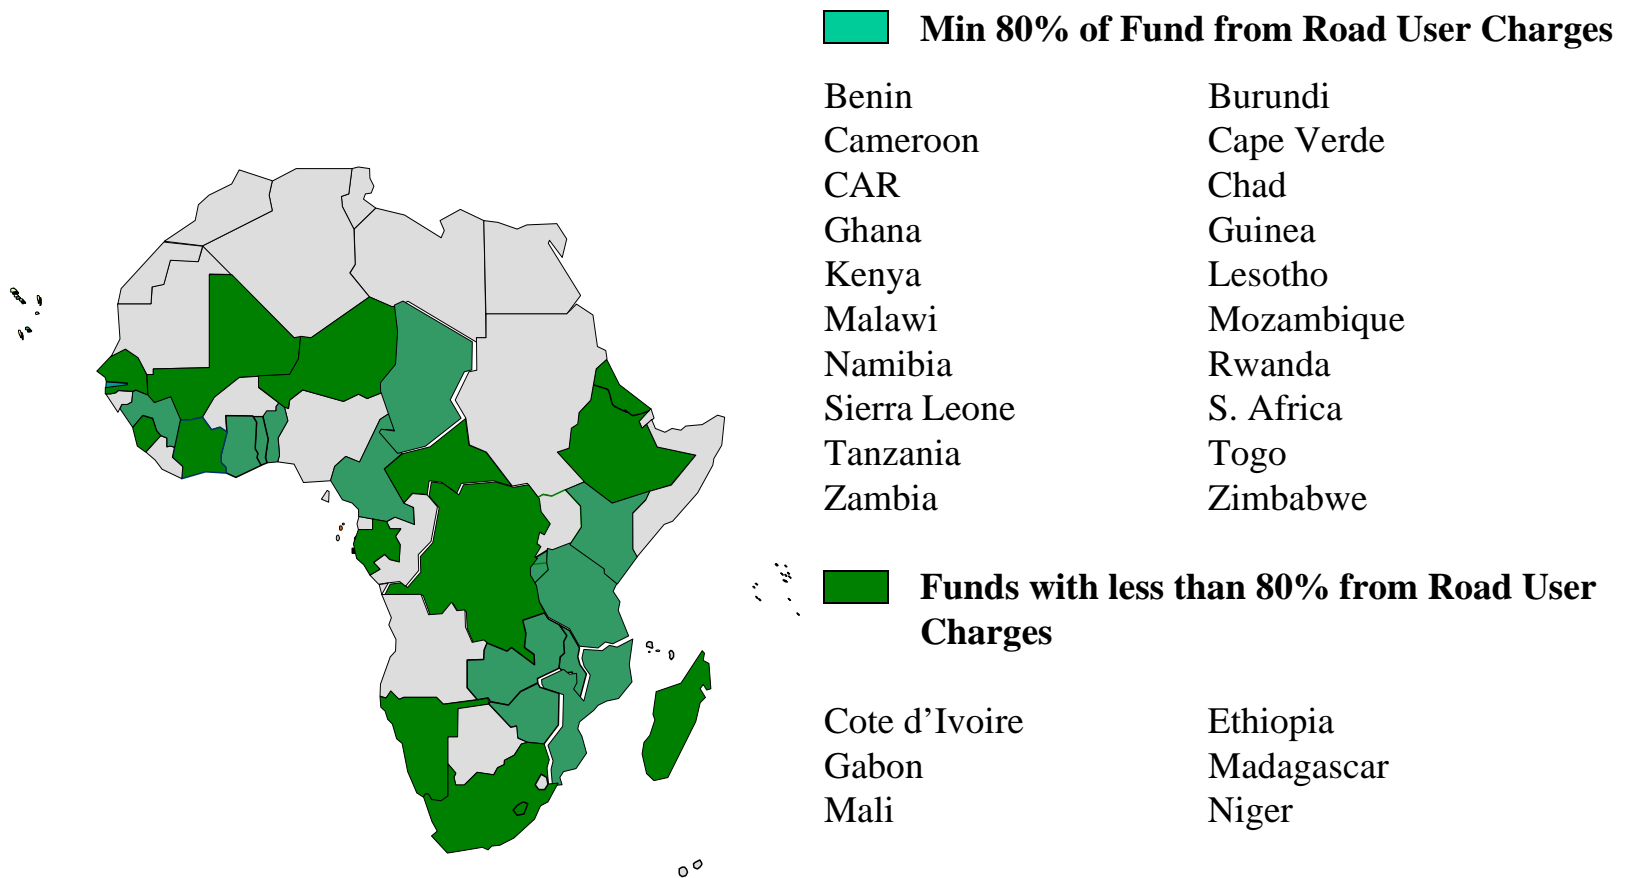 Min 80% of Fund from Road User Charges
Benin Burundi
Cameroon Cape Verde
CAR Chad
Ghana Guinea
Kenya Lesotho
Malawi Mozambique
Namibia Rwanda
Sierra Leone S. Africa
Tanzania Togo
Zambia Zimbabwe
Funds with less than 80% from Road User
Charges
Cote d’Ivoire Ethiopia
Gabon Madagascar
Mali Niger